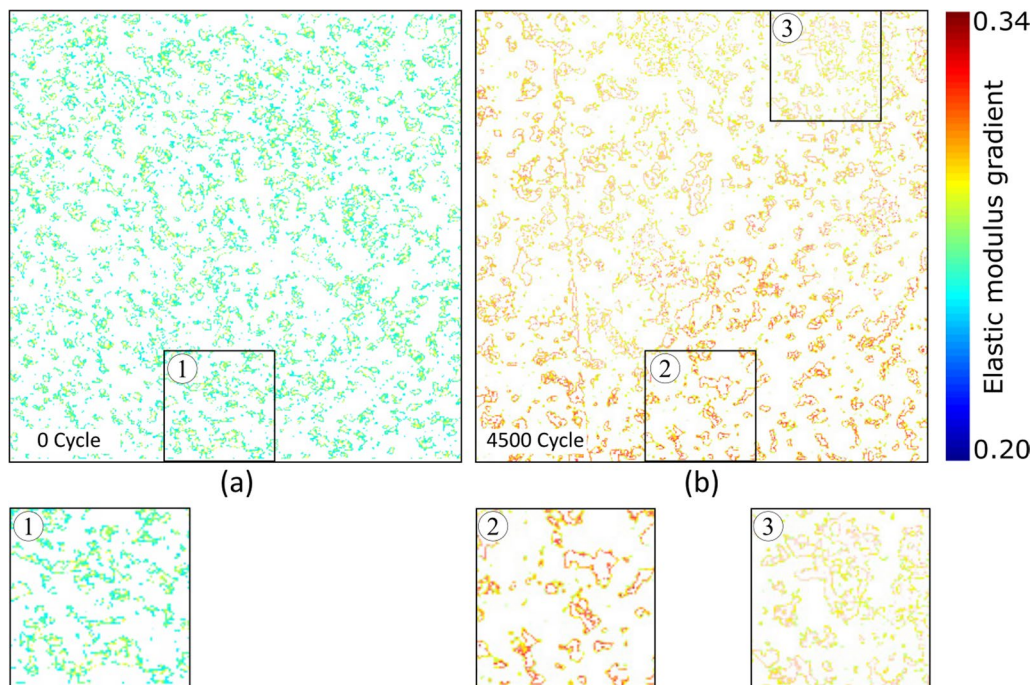 3
0.34
Elastic modulus gradient
1
2
0 Cycle
4500 Cycle
0.20
(a)
(b)
1
2
3